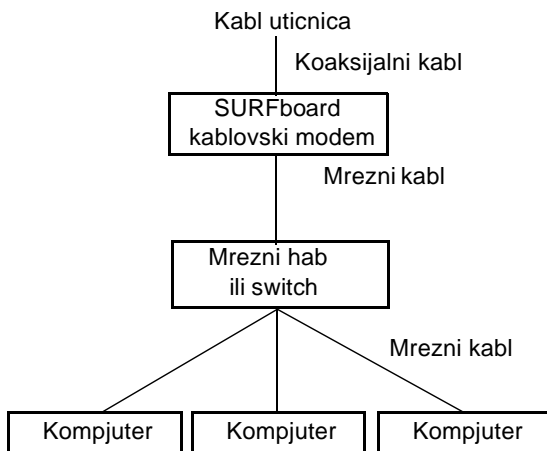 Kabl uticnica
Koaksijalni kabl
SURFboard
kablovski modem
Mrezni kabl
Mrezni hab
ili switch
Mrezni kabl
Kompjuter
Kompjuter
Kompjuter